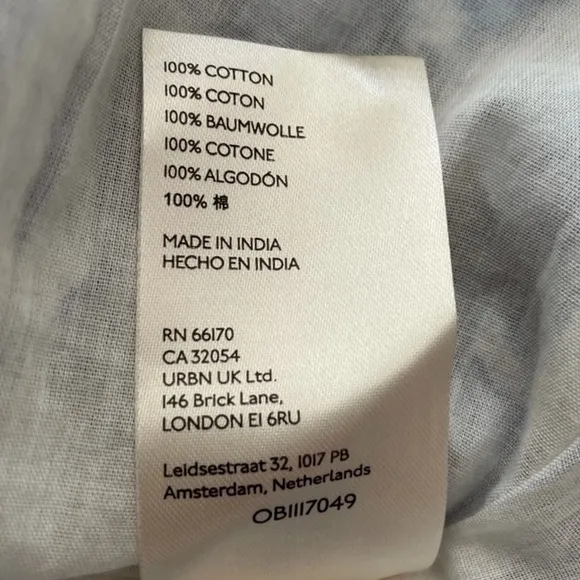 100% COTTON
100% COTON
100% BAUMWOLLE
100% COTONE
100% ALGODÓN
100% 棉
MADE IN INDIA
HECHO EN INDIA
RN 66170
CA 32054
URBN UK Ltd.
146 Brick Lane,
LONDON E1 6RU
Leidsestraat 32, 1017 PB
Amsterdam, Netherlands
OB1117049